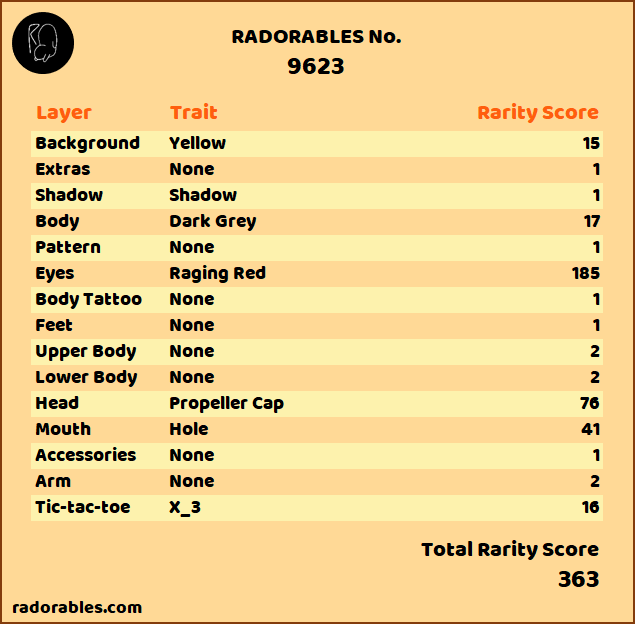 RADORABLES No.
9623
Layer Trait Rarity Score
Background Yellow 15
Extras None 1
Shadow Shadow 1
Body Dark Grey 17
Pattern None 1
Eyes Raging Red 185
Body Tattoo None 1
Feet None 1
Upper Body None 2
Lower Body None 2
Head Propeller Cap 76
Mouth Hole 41
Accessories None 1
Arm None 2
Tic-tac-toe X_3 16
Total Rarity Score
363
radorables.com